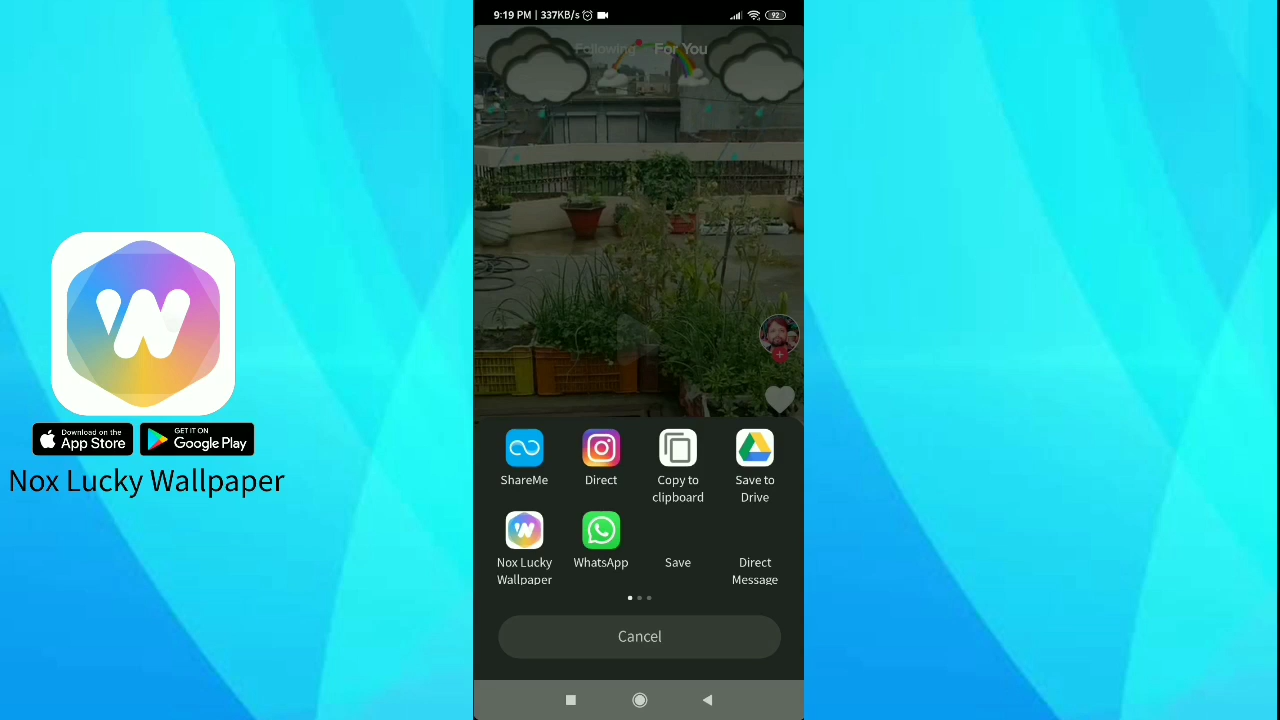 9:19 PM | 337KB/s
92
Following For You
ShareMe
Direct
Copy to
clipboard
Save to
Drive
Nox Lucky
Wallpaper
WhatsApp
Save
Direct
Message
Cancel
W
Download on the
App Store
GET IT ON
Google Play
Nox Lucky Wallpaper